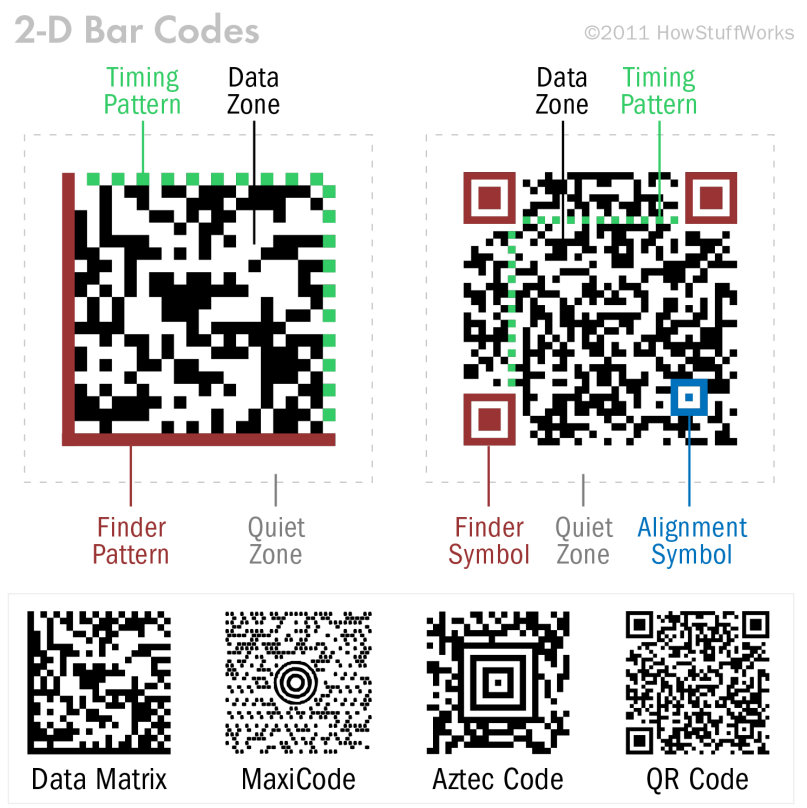 2-D Bar Codes
©2011 HowStuffWorks
Timing
Pattern
Data
Zone
Data
Zone
Timing
Pattern
Finder
Pattern
Quiet
Zone
Finder
Symbol
Quiet
Zone
Alignment
Symbol
Data Matrix
MaxiCode
Aztec Code
QR Code